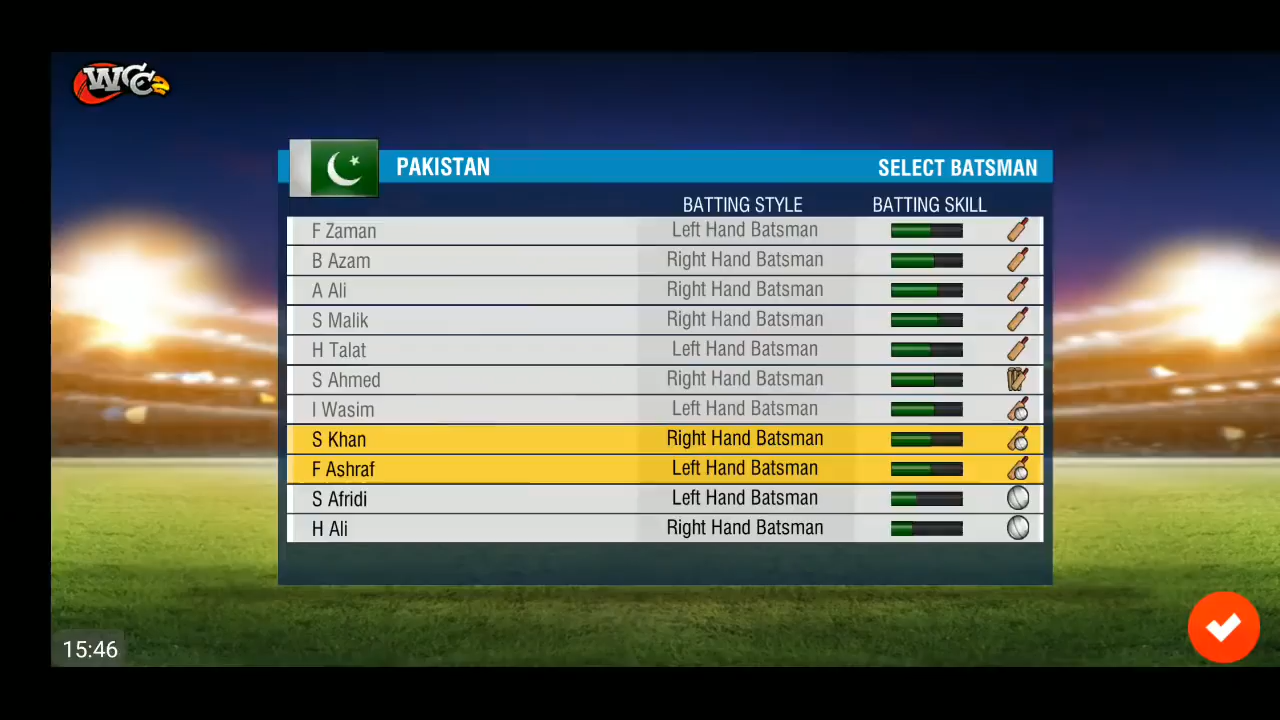 WCC
PAKISTAN SELECT BATSMAN
BATTING STYLE BATTING SKILL
F Zaman Left Hand Batsman
B Azam Right Hand Batsman
A Ali Right Hand Batsman
S Malik Right Hand Batsman
H Talat Left Hand Batsman
S Ahmed Right Hand Batsman
I Wasim Left Hand Batsman
S Khan Right Hand Batsman
F Ashraf Left Hand Batsman
S Afridi Left Hand Batsman
H Ali Right Hand Batsman
15:46